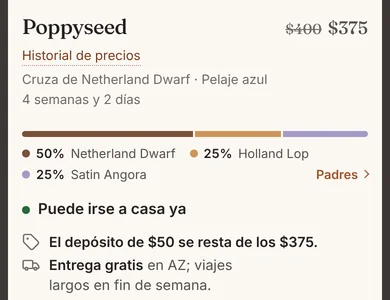 Poppyseed $400 $375
Historial de precios
Cruza de Netherland Dwarf · Pelaje azul
4 semanas y 2 días
50% Netherland Dwarf 25% Holland Lop
25% Satin Angora Padres
Puede irse a casa ya
El depósito de $50 se resta de los $375.
Entrega gratis en AZ; viajes
largos en fin de semana.